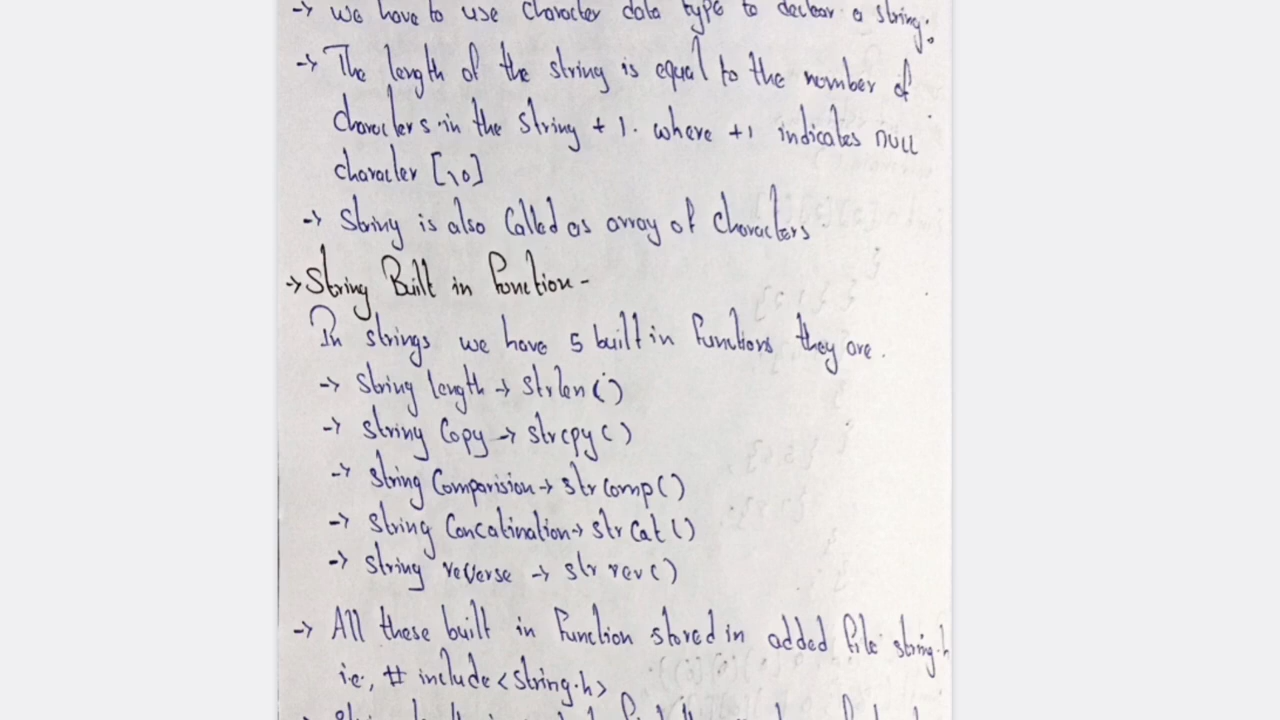 -> we have to use Character data type to declear a string.
-> The length of the string is equal to the number of
characters in the string + 1. where +1 indicates null
character [\0]
-> String is also Called as array of characters
-> String Built in Function -
In strings we have 5 built in functions they are.
-> string length -> strlen()
-> string Copy -> strcpy()
-> string Comparision -> strcomp()
-> string Concatination -> strcat()
-> string reverse -> strrev()
-> All these built in Function stored in added file string.h
i.e., # include <string.h>